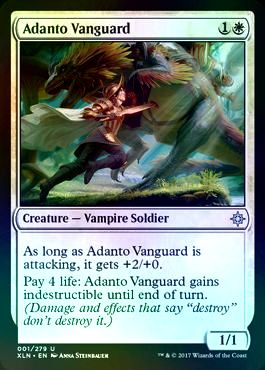 Adanto Vanguard 1
Creature — Vampire Soldier
As long as Adanto Vanguard is
attacking, it gets +2/+0.
Pay 4 life: Adanto Vanguard gains
indestructible until end of turn.
(Damage and effects that say “destroy”
don’t destroy it.)
1/1
001/279 U
XLN • EN Anna Steinbauer
™ & © 2017 Wizards of the Coast